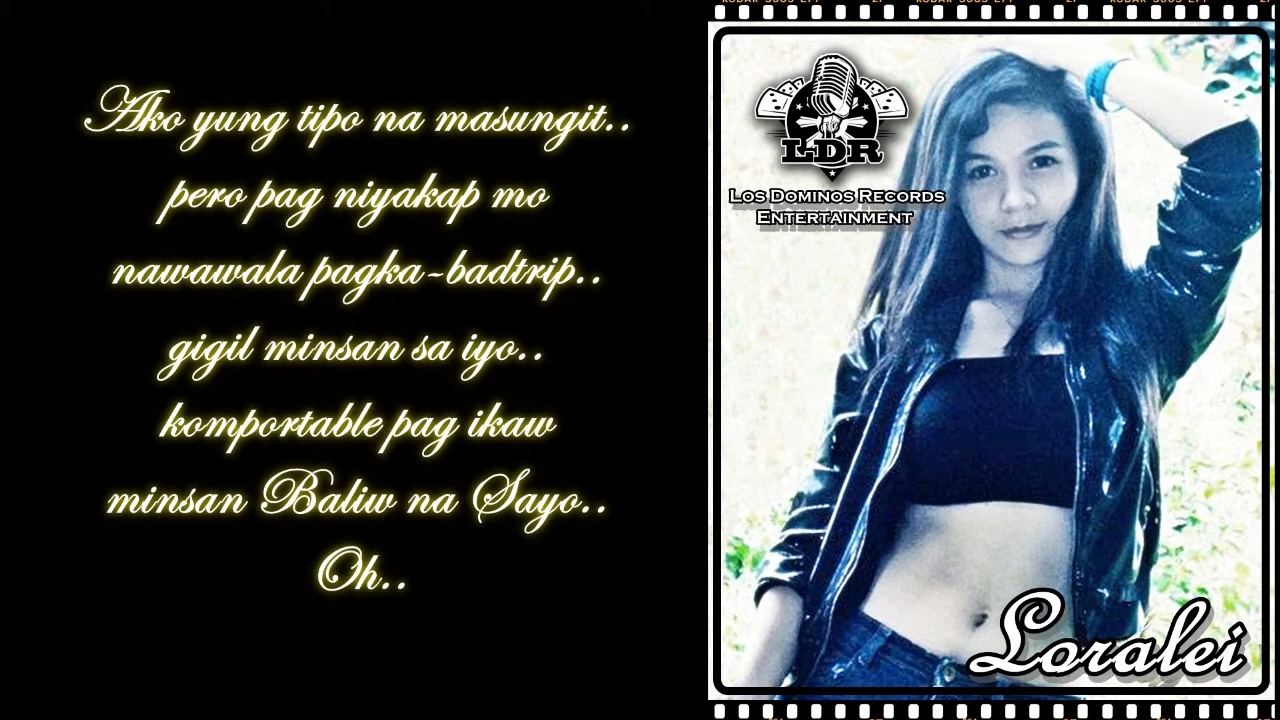 Ako yung tipo na masungit..
pero pag niyakap mo
nawawala pagka-badtrip..
gigil minsan sa iyo..
komportable pag ikaw
minsan Baliw na Sayo..
Oh..
LDR
Los Dominos Records
Entertainment
Loralei